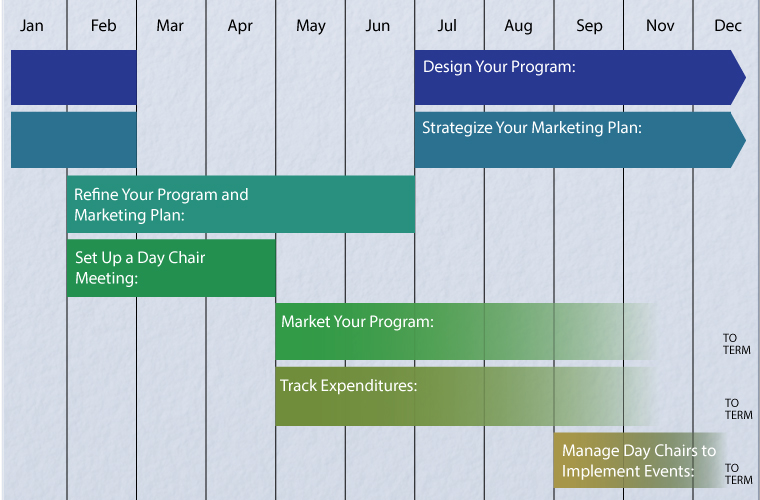 Jan Feb Mar Apr May Jun Jul Aug Sep Nov Dec
Design Your Program:
Strategize Your Marketing Plan:
Refine Your Program and
Marketing Plan:
Set Up a Day Chair
Meeting:
Market Your Program:
TO
TERM
Track Expenditures:
TO
TERM
Manage Day Chairs to
Implement Events:
TO
TERM